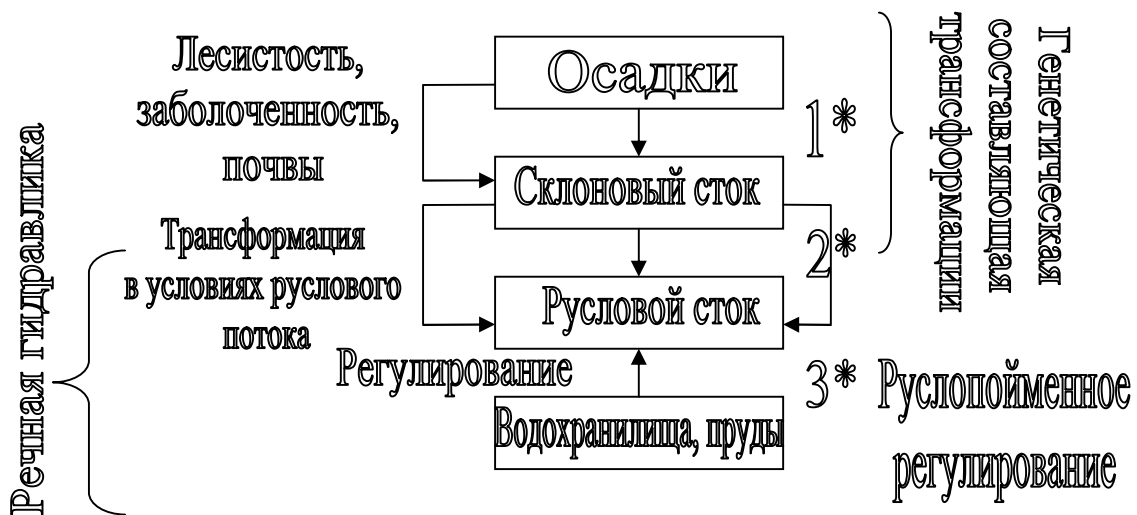 Речная гидравлика
Лесистость,
заболоченность,
почвы
Трансформация
в условиях руслового
потока
Регулирование
Осадки
Склоновый сток
Русловой сток
Водохранилища, пруды
1*
2*
3*
Руслопойменное
регулирование
Генетическая
составляющая
трансформации